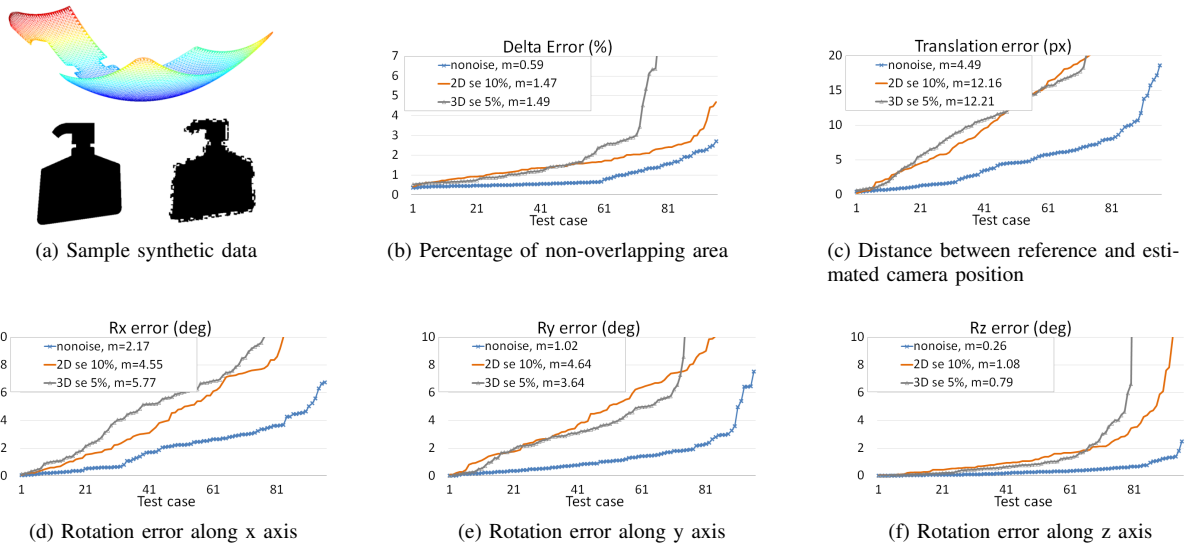 (a) Sample synthetic data
Delta Error (%)
nonoise, m=0.59
2D se 10%, m=1.47
3D se 5%, m=1.49
7
6
5
4
3
2
1
0
1 21 41 61 81
Test case
(b) Percentage of non-overlapping area
Translation error (px)
nonoise, m=4.49
2D se 10%, m=12.16
3D se 5%, m=12.21
20
15
10
5
0
1 21 41 61 81
Test case
(c) Distance between reference and esti-
mated camera position
Rx error (deg)
nonoise, m=2.17
2D se 10%, m=4.55
3D se 5%, m=5.77
0
8
6
4
2
0
1 21 41 61 81
Test case
(d) Rotation error along x axis
Ry error (deg)
nonoise, m=1.02
2D se 10%, m=4.64
3D se 5%, m=3.64
10
8
6
4
2
0
1 21 41 61 81
Test case
(e) Rotation error along y axis
Rz error (deg)
nonoise, m=0.26
2D se 10%, m=1.08
3D se 5%, m=0.79
10
8
6
4
2
0
1 21 41 61 81
Test case
(f) Rotation error along z axis